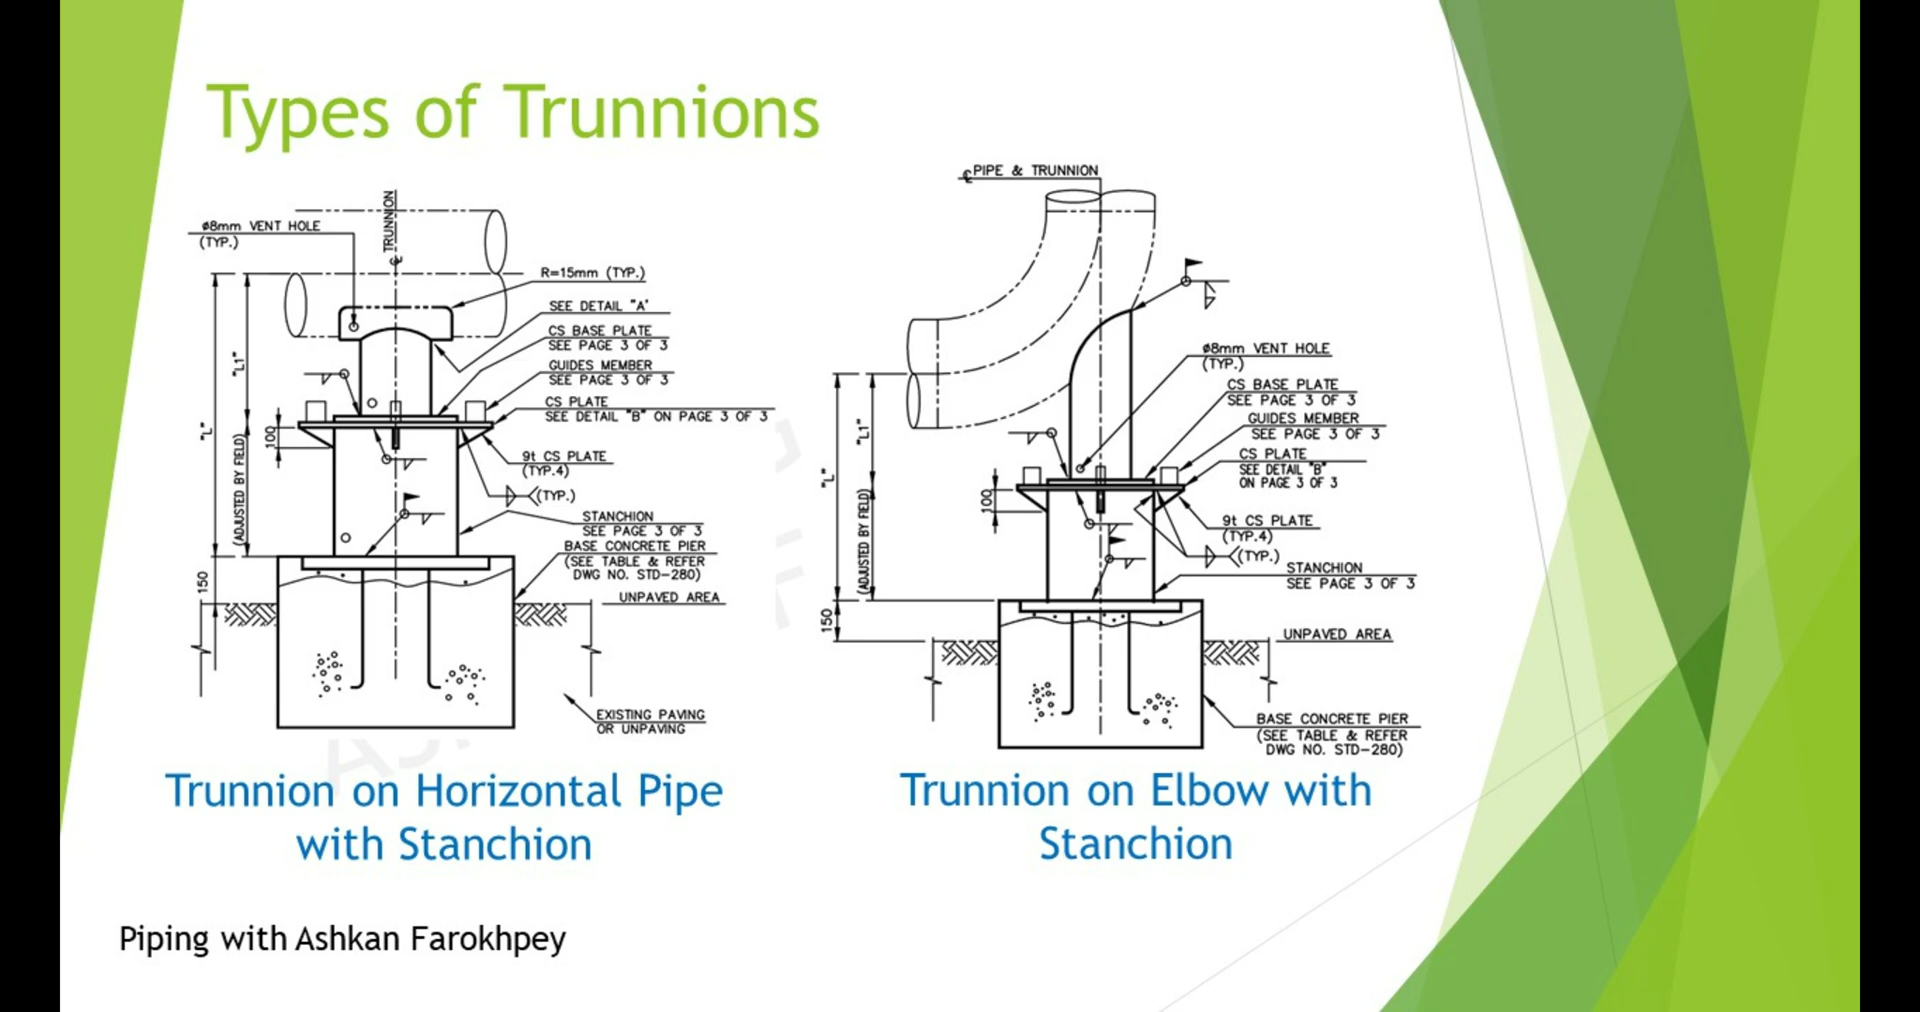 Types of Trunnions
TRUNNION
ø8mm VENT HOLE
(TYP.)
R=15mm (TYP.)
SEE DETAIL "A"
CS BASE PLATE
SEE PAGE 3 OF 3
GUIDES MEMBER
SEE PAGE 3 OF 3
CS PLATE
SEE DETAIL "B" ON PAGE 3 OF 3
"L1"
"L"
(ADJUSTED BY FIELD)
100
9t CS PLATE
(TYP.4)
(TYP.)
STANCHION
SEE PAGE 3 OF 3
BASE CONCRETE PIER
(SEE TABLE & REFER
DWG NO. STD-280)
150
UNPAVED AREA
EXISTING PAVING
OR UNPAVING
Trunnion on Horizontal Pipe
with Stanchion
℄ PIPE & TRUNNION
ø8mm VENT HOLE
(TYP.)
CS BASE PLATE
SEE PAGE 3 OF 3
GUIDES MEMBER
SEE PAGE 3 OF 3
CS PLATE
SEE DETAIL "B"
ON PAGE 3 OF 3
"L1"
"L"
(ADJUSTED BY FIELD)
100
9t CS PLATE
(TYP.4)
(TYP.)
STANCHION
SEE PAGE 3 OF 3
150
UNPAVED AREA
BASE CONCRETE PIER
(SEE TABLE & REFER
DWG NO. STD-280)
Trunnion on Elbow with
Stanchion
Piping with Ashkan Farokhpey